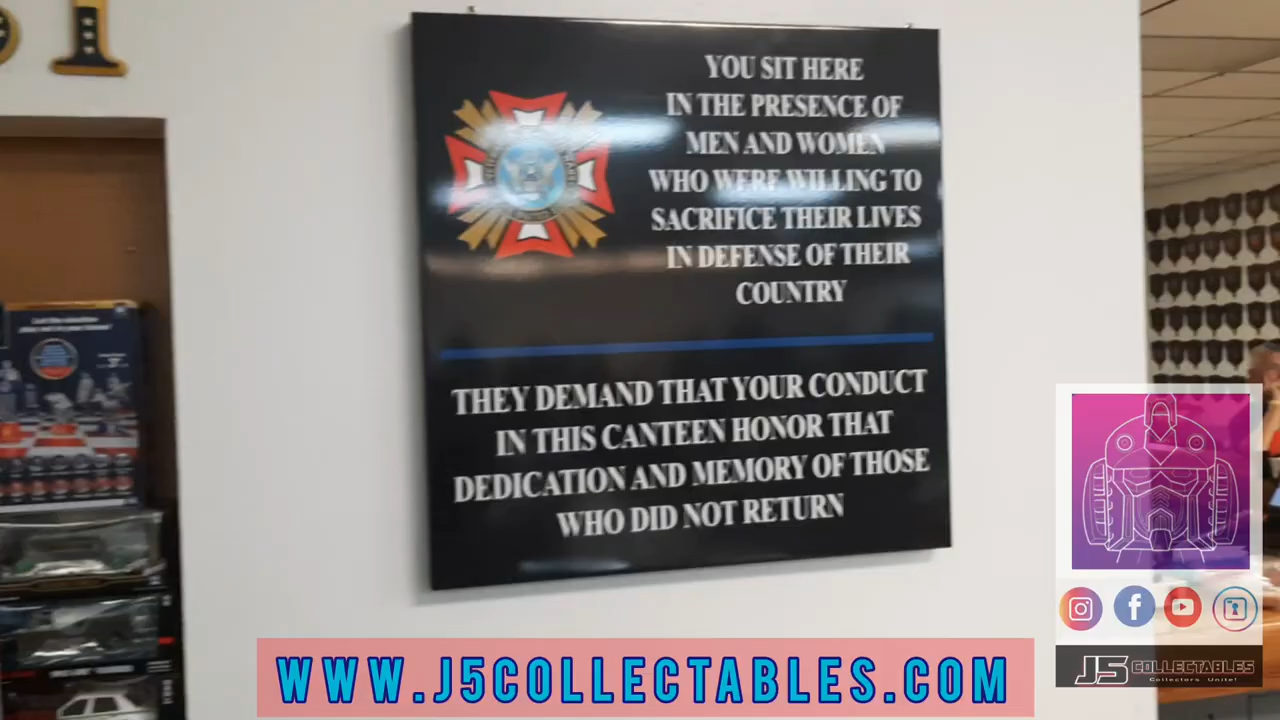 YOU SIT HERE
IN THE PRESENCE OF
MEN AND WOMEN
WHO WERE WILLING TO
SACRIFICE THEIR LIVES
IN DEFENSE OF THEIR
COUNTRY
THEY DEMAND THAT YOUR CONDUCT
IN THIS CANTEEN HONOR THAT
DEDICATION AND MEMORY OF THOSE
WHO DID NOT RETURN
WWW.J5COLLECTABLES.COM
J5 COLLECTABLES
Collectors Unite!